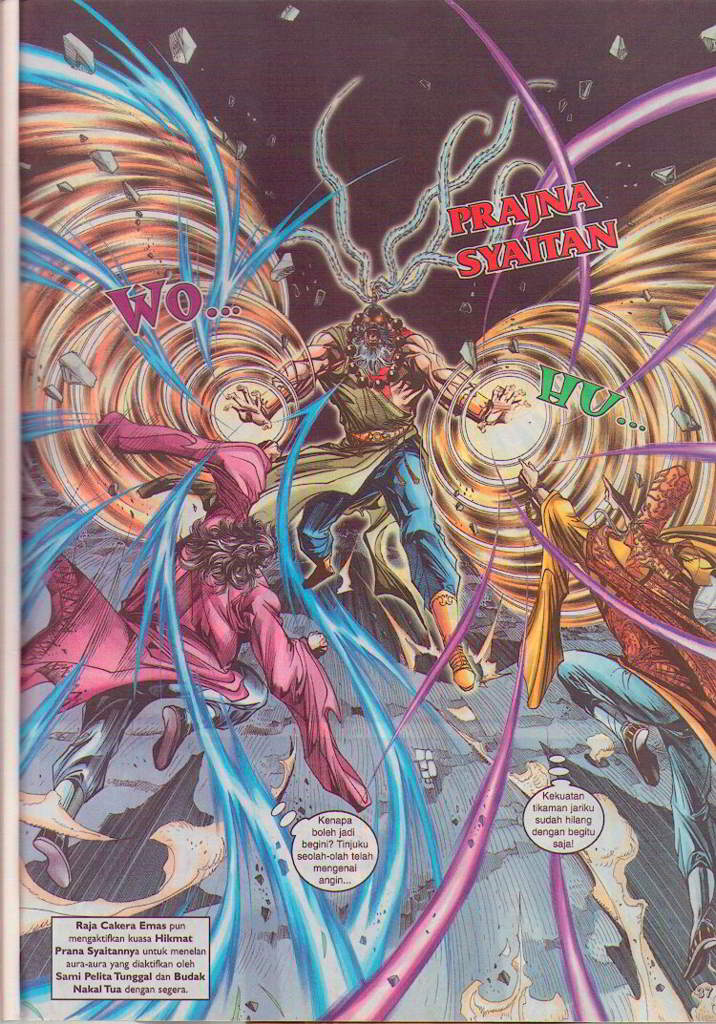 PRAJNA
SYAITAN
WO...
HU...
Kenapa
boleh jadi
begini? Tinjuku
seolah-olah telah
mengenai
angin...
Kekuatan
tikaman jariku
sudah hilang
dengan begitu
saja!
Raja Cakera Emas pun
mengaktifkan kuasa Hikmat
Prana Syaitannya untuk menelan
aura-aura yang diaktifkan oleh
Sami Pelita Tunggal dan Budak
Nakal Tua dengan segera.
37